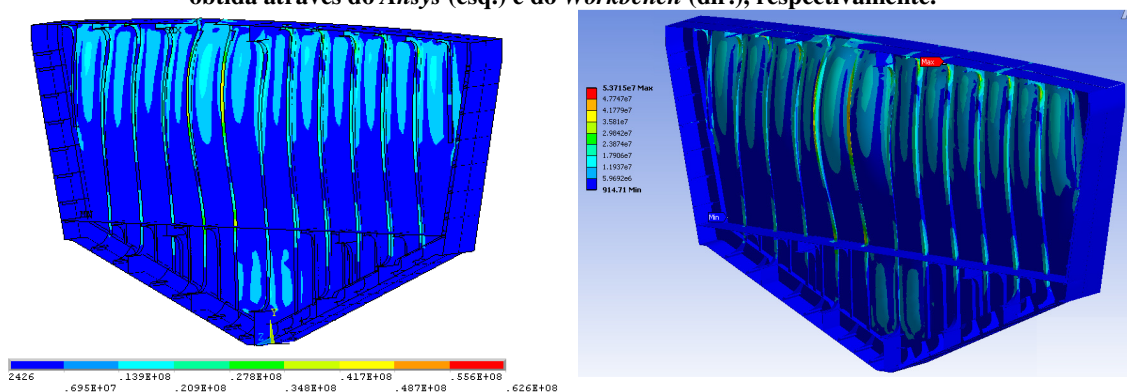 obtida através do Ansys (esq.) e do Workbench (dir.), respectivamente.
Max
5.3715e7 Max
4.7747e7
4.1779e7
3.581e7
2.9842e7
2.3874e7
1.7906e7
1.1937e7
5.9692e6
914.71 Min
Min
2426 .139E+08 .278E+08 .417E+08 .556E+08
.695E+07 .209E+08 .348E+08 .487E+08 .626E+08